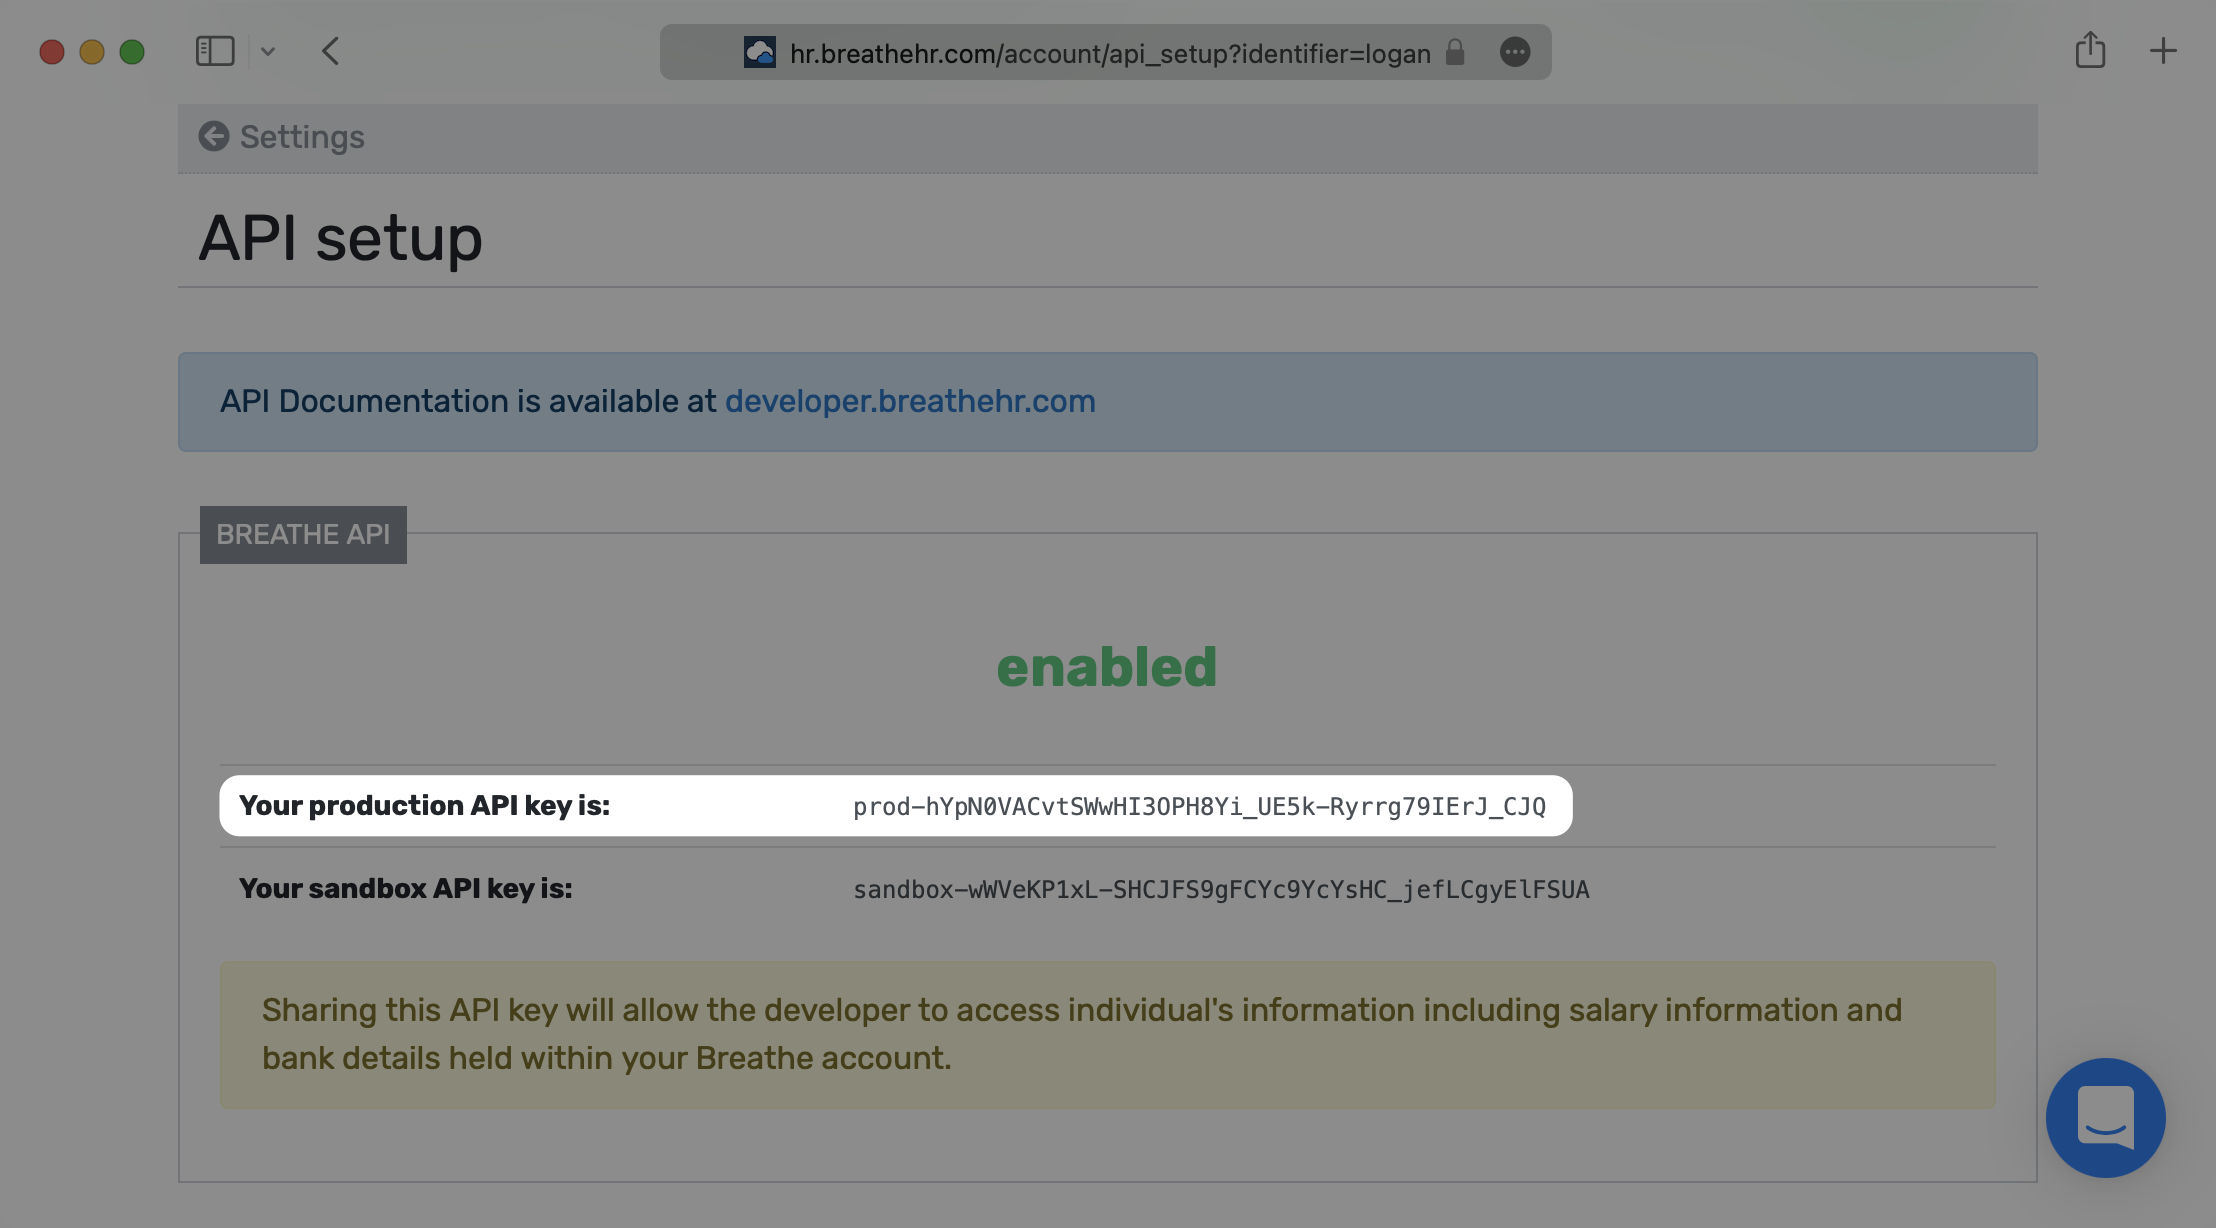 hr.breathehr.com/account/api_setup?identifier=logan
Settings
API setup
API Documentation is available at developer.breathehr.com
BREATHE API
enabled
Your production API key is: prod-hYpN0VACvtSWwHI3OPH8Yi_UE5k-Ryrrg79IErJ_CJQ
Your sandbox API key is: sandbox-wWVeKP1xL-SHCJFS9gFCYc9YcYsHC_jefLCgyElFSUA
Sharing this API key will allow the developer to access individual's information including salary information and
bank details held within your Breathe account.